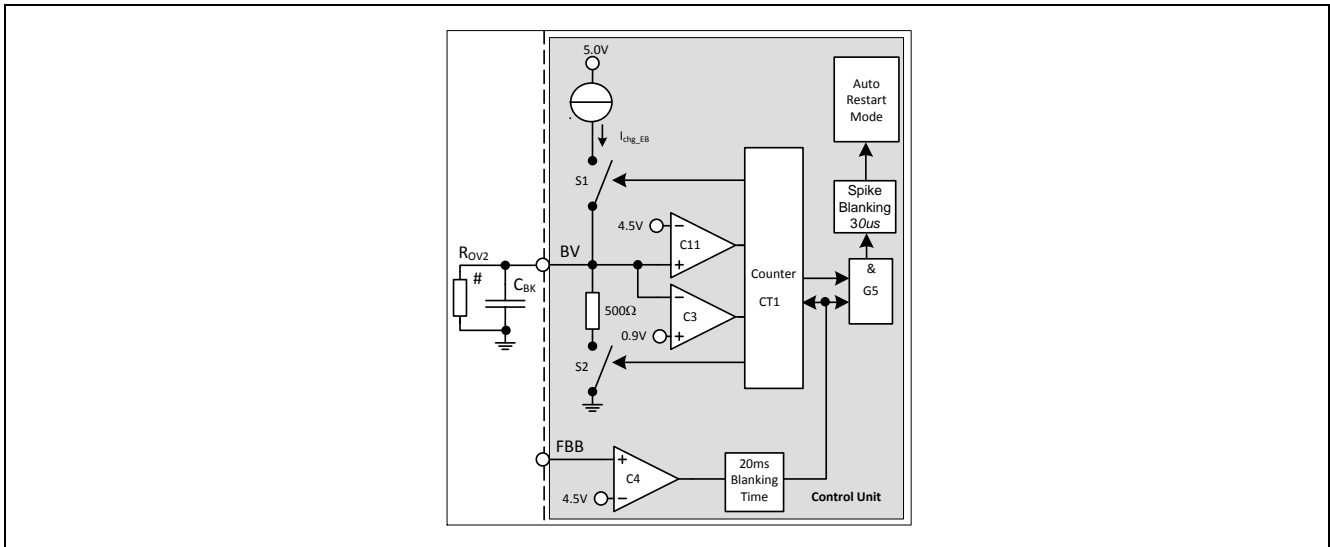 5.0V
Auto
Restart
Mode
Ichg_EB
S1
Spike
Blanking
30us
4.5V
C11
ROV2
BV
#
CBK
Counter
CT1
&
G5
500Ω
C3
0.9V
S2
FBB
C4
20ms
Blanking
Time
4.5V
Control Unit